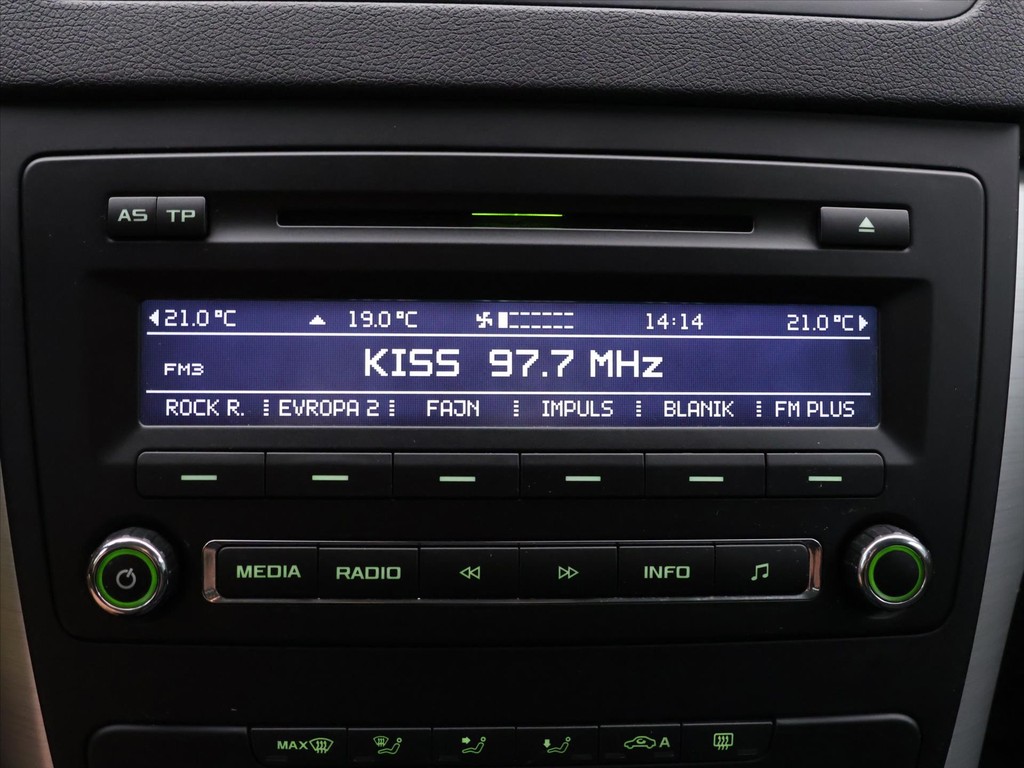 AS TP
21.0°C 19.0°C 14:14 21.0°C
FM3 KISS 97.7 MHz
ROCK R. EVROPA 2 FAJN IMPULS BLANIK FM PLUS
MEDIA RADIO INFO
MAX A